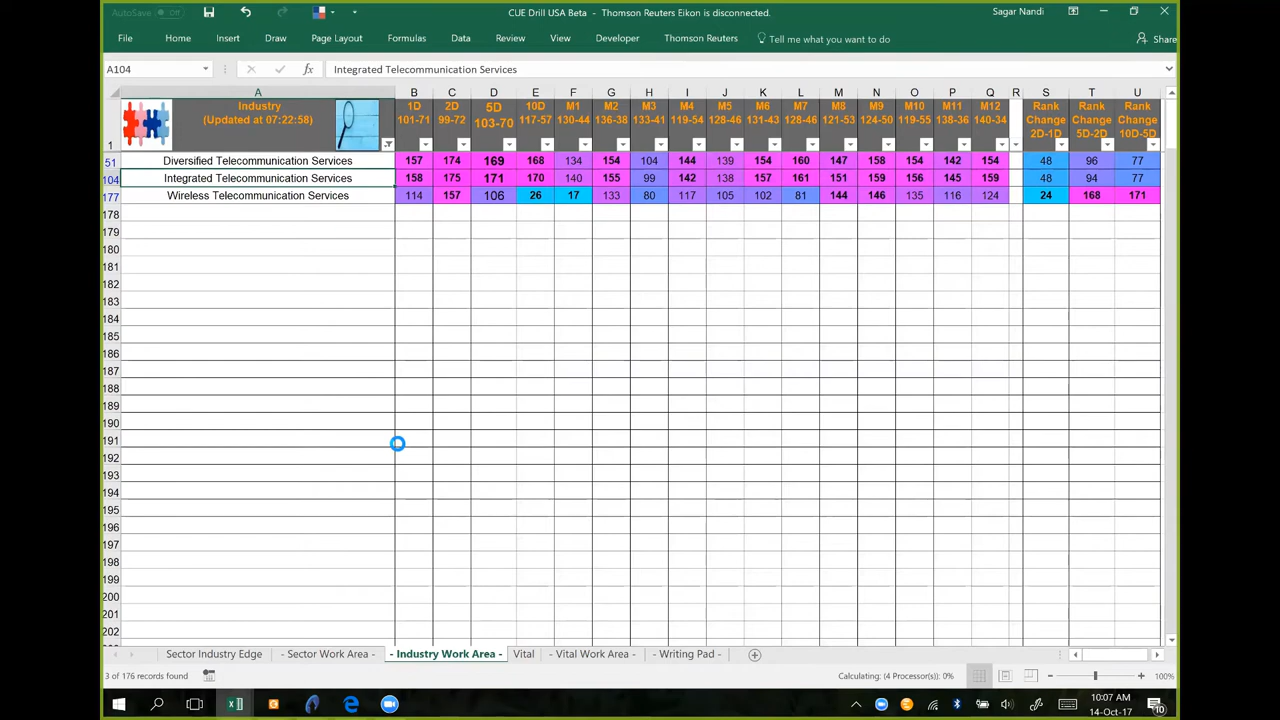 AutoSave Off CUE Drill USA Beta - Thomson Reuters Eikon is disconnected. Sagar Nandi
File Home Insert Draw Page Layout Formulas Data Review View Developer Thomson Reuters Tell me what you want to do Share
A104 fx Integrated Telecommunication Services
A B C D E F G H I J K L M N O P Q R S T U
Industry 1D 2D 5D 10D M1 M2 M3 M4 M5 M6 M7 M8 M9 M10 M11 M12 Rank Rank Rank
(Updated at 07:22:58) 101-71 99-72 103-70 117-57 130-44 136-38 133-41 119-54 128-46 131-43 128-46 121-53 124-50 119-55 138-36 140-34 Change Change Change
1 2D-1D 5D-2D 10D-5D
51 Diversified Telecommunication Services 157 174 169 168 134 154 104 144 139 154 160 147 158 154 142 154 48 96 77
104 Integrated Telecommunication Services 158 175 171 170 140 155 99 142 138 157 161 151 159 156 145 159 48 94 77
177 Wireless Telecommunication Services 114 157 106 26 17 133 80 117 105 102 81 144 146 135 116 124 24 168 171
178
179
180
181
182
183
184
185
186
187
188
189
190
191
192
193
194
195
196
197
198
199
200
201
202
Sector Industry Edge - Sector Work Area - - Industry Work Area - Vital - Vital Work Area - - Writing Pad -
3 of 176 records found Calculating: (4 Processor(s)): 0% 100%
10:07 AM
14-Oct-17 10